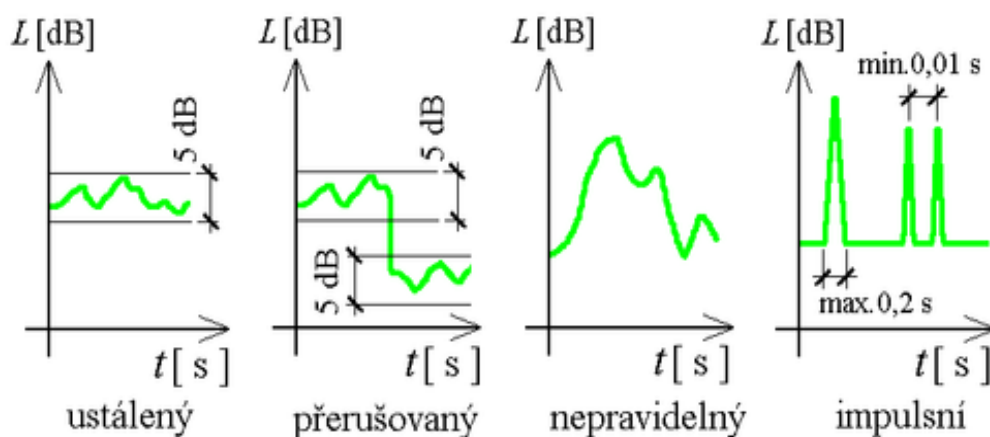 L [dB]
5 dB
t [ s ]
ustálený
L [dB]
5 dB
5 dB
t [ s ]
přerušovaný
L [dB]
t [ s ]
nepravidelný
L [dB]
min.0,01 s
max.0,2 s
t [ s ]
impulsní